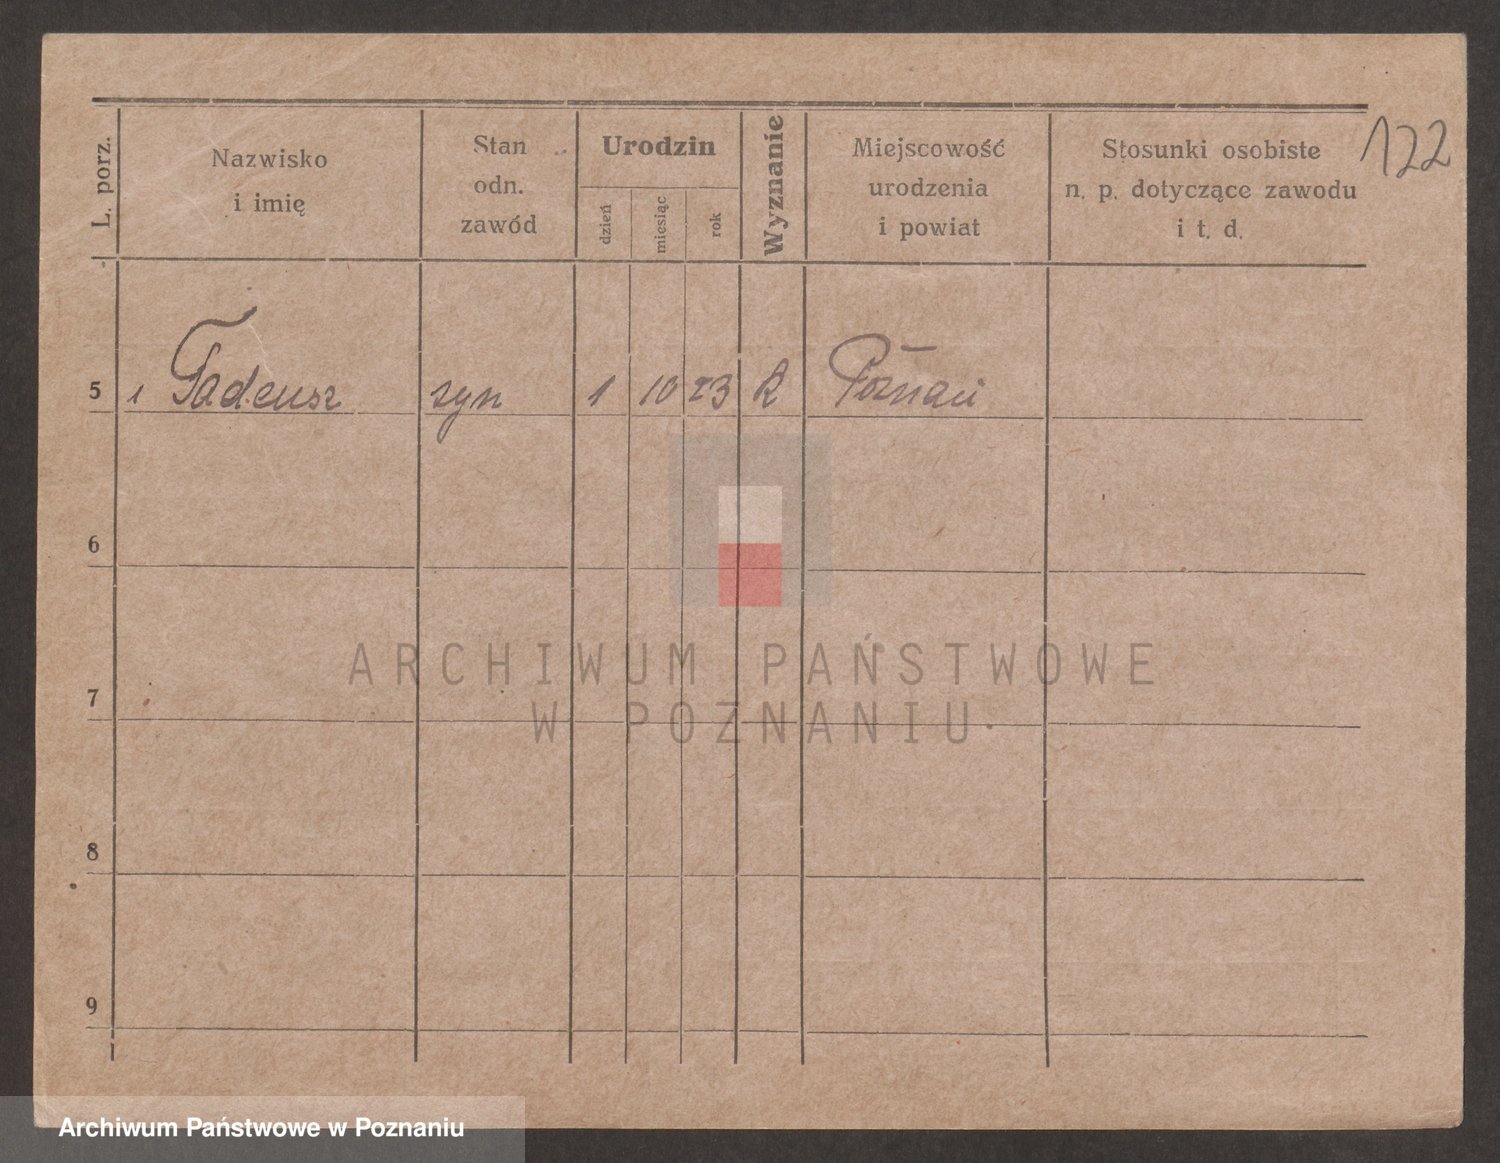 L. porz.
Nazwisko
i imię
Stan
odn.
zawód
Urodzin
dzień
miesiąc
rok
Wyznanie
Miejscowość
urodzenia
i powiat
Stosunki osobiste
n. p. dotyczące zawodu
i t. d.
122
5 1 Tadeusz syn 1 10 23 R Poznań
6
7
8
9
ARCHIWUM PAŃSTWOWE
W POZNANIU
Archiwum Państwowe w Poznaniu